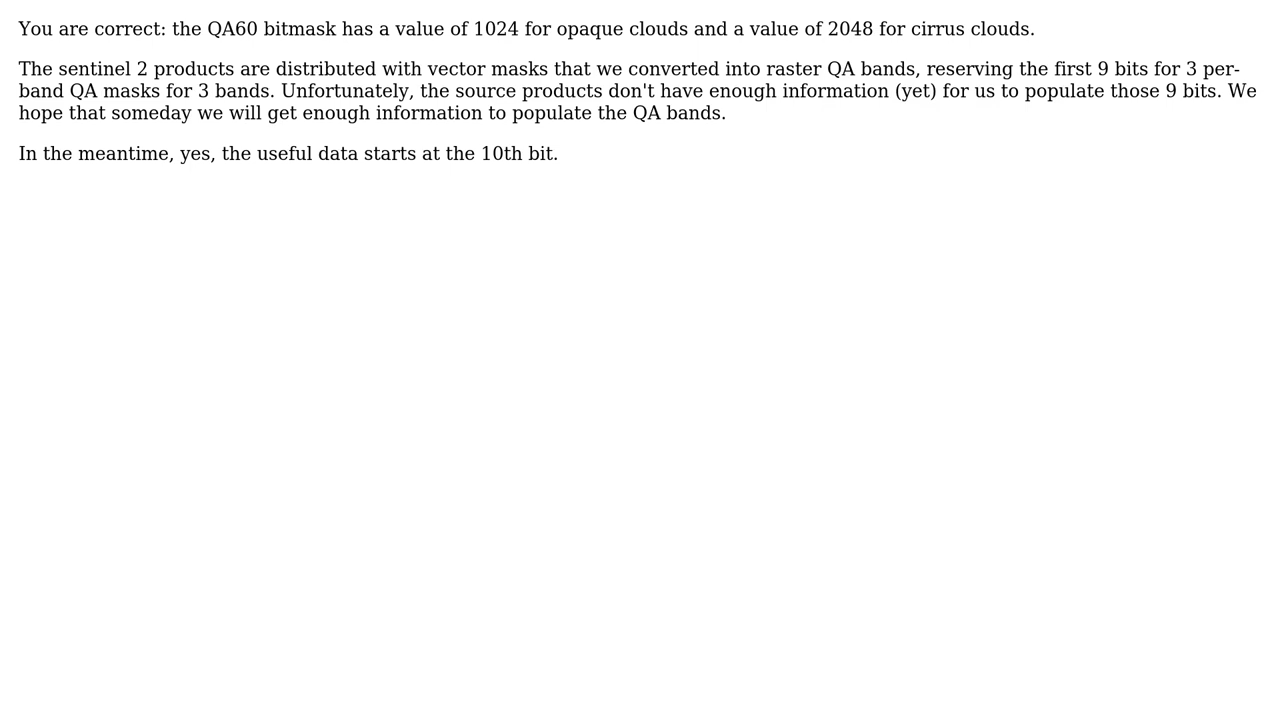 You are correct: the QA60 bitmask has a value of 1024 for opaque clouds and a value of 2048 for cirrus clouds.
The sentinel 2 products are distributed with vector masks that we converted into raster QA bands, reserving the first 9 bits for 3 per-
band QA masks for 3 bands. Unfortunately, the source products don't have enough information (yet) for us to populate those 9 bits. We
hope that someday we will get enough information to populate the QA bands.
In the meantime, yes, the useful data starts at the 10th bit.